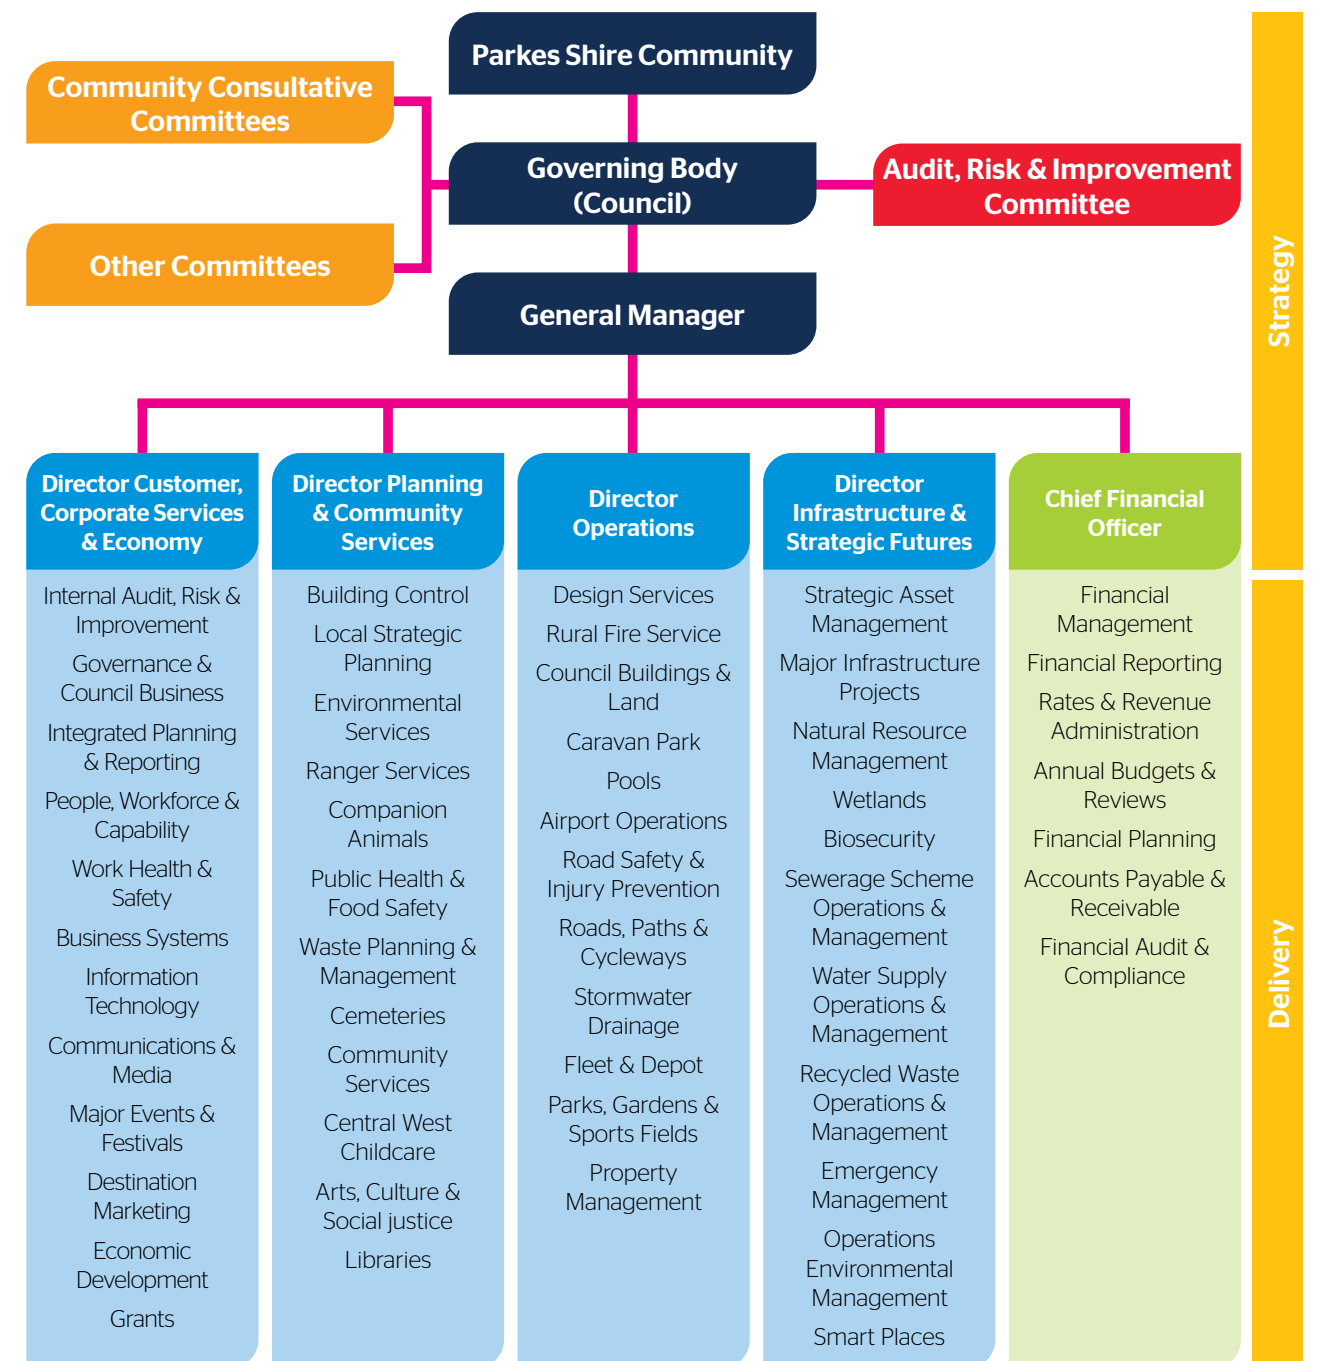 Parkes Shire Community
Community Consultative
Committees
Governing Body
(Council)
Audit, Risk & Improvement
Committee
Other Committees
General Manager
Strategy
Director Customer,
Corporate Services
& Economy
Internal Audit, Risk &
Improvement
Governance &
Council Business
Integrated Planning
& Reporting
People, Workforce &
Capability
Work Health &
Safety
Business Systems
Information
Technology
Communications &
Media
Major Events &
Festivals
Destination
Marketing
Economic
Development
Grants
Director Planning
& Community
Services
Building Control
Local Strategic
Planning
Environmental
Services
Ranger Services
Companion
Animals
Public Health &
Food Safety
Waste Planning &
Management
Cemeteries
Community
Services
Central West
Childcare
Arts, Culture &
Social justice
Libraries
Director
Operations
Design Services
Rural Fire Service
Council Buildings &
Land
Caravan Park
Pools
Airport Operations
Road Safety &
Injury Prevention
Roads, Paths &
Cycleways
Stormwater
Drainage
Fleet & Depot
Parks, Gardens &
Sports Fields
Property
Management
Director
Infrastructure &
Strategic Futures
Strategic Asset
Management
Major Infrastructure
Projects
Natural Resource
Management
Wetlands
Biosecurity
Sewerage Scheme
Operations &
Management
Water Supply
Operations &
Management
Recycled Waste
Operations &
Management
Emergency
Management
Operations
Environmental
Management
Smart Places
Chief Financial
Officer
Financial
Management
Financial Reporting
Rates & Revenue
Administration
Annual Budgets &
Reviews
Financial Planning
Accounts Payable &
Receivable
Financial Audit &
Compliance
Delivery